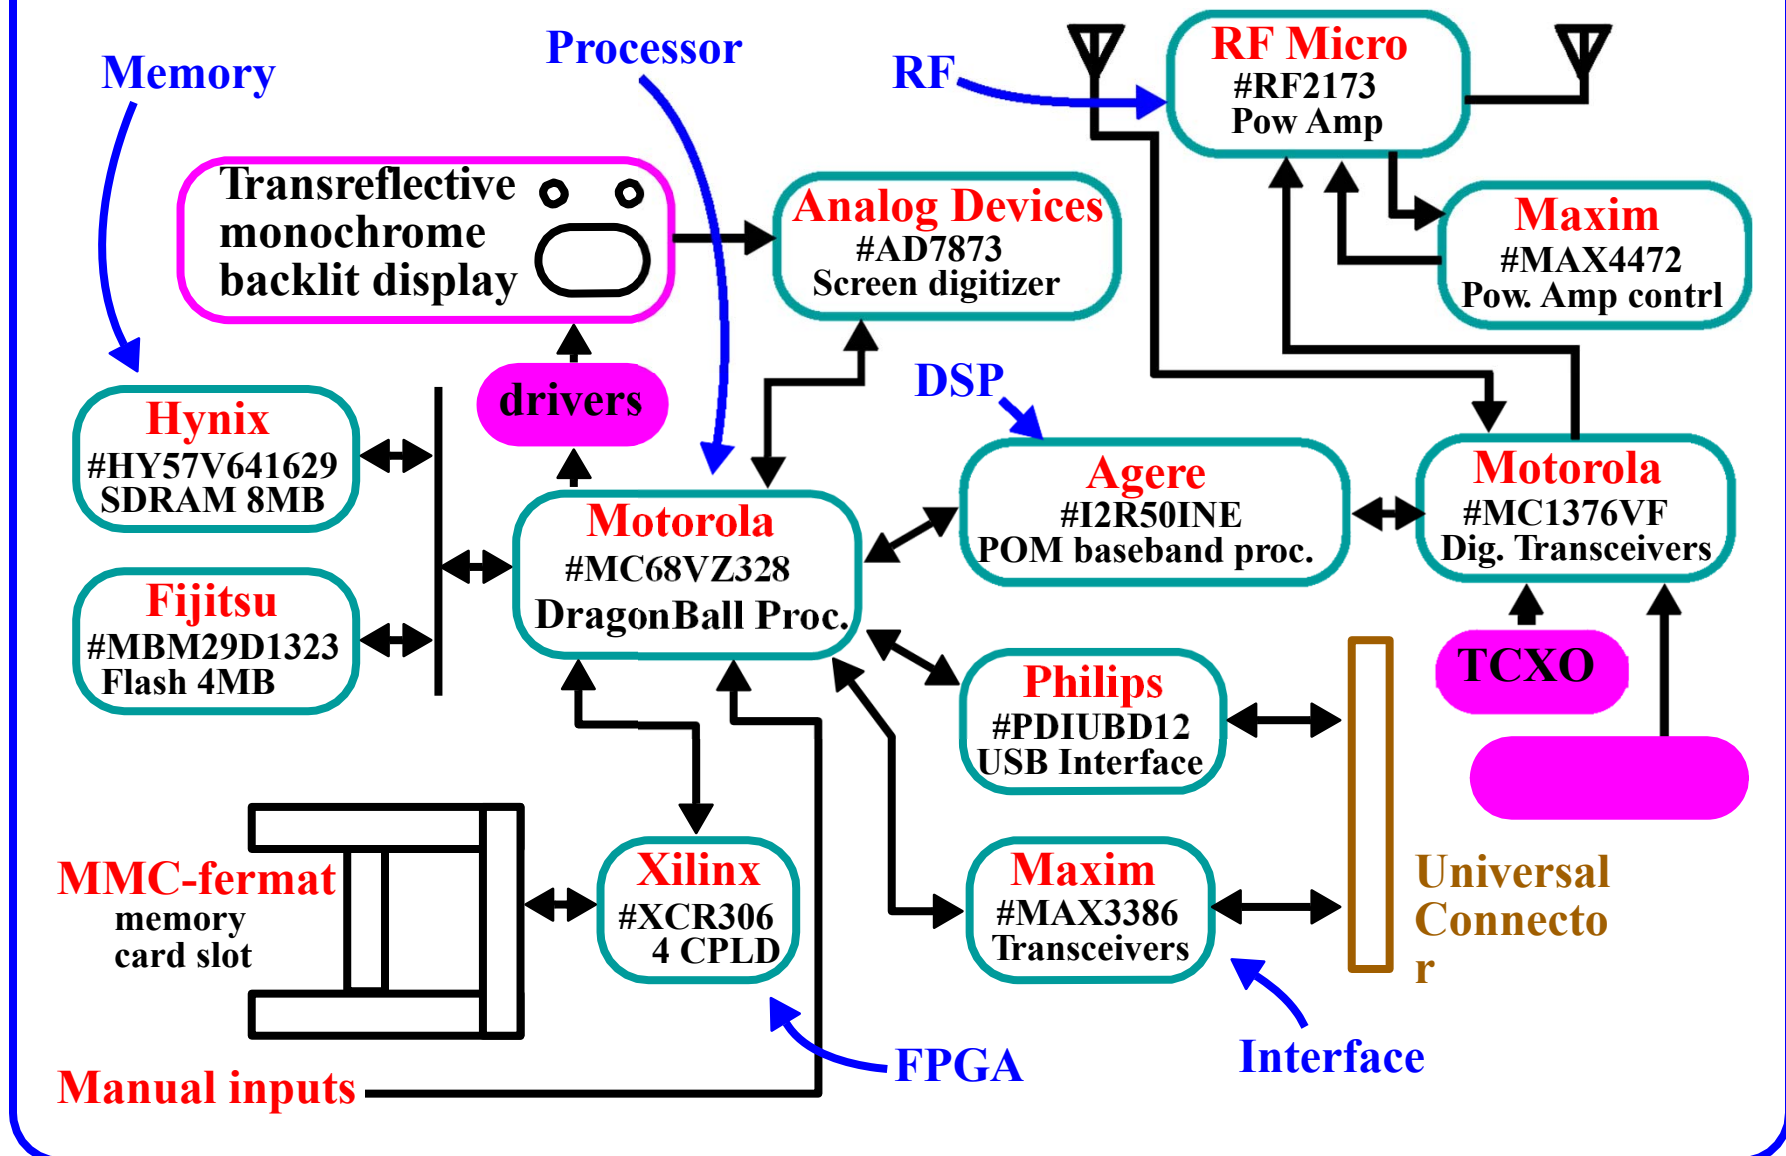 Memory
Processor
RF
RF Micro
#RF2173
Pow Amp
Transreflective
monochrome
backlit display
Analog Devices
#AD7873
Screen digitizer
Maxim
#MAX4472
Pow. Amp contrl
drivers
DSP
Hynix
#HY57V641629
SDRAM 8MB
Motorola
#MC68VZ328
DragonBall Proc.
Agere
#I2R50INE
POM baseband proc.
Motorola
#MC1376VF
Dig. Transceivers
Fijitsu
#MBM29D1323
Flash 4MB
Philips
#PDIUBD12
USB Interface
TCXO
MMC-fermat
memory
card slot
Xilinx
#XCR306
4 CPLD
Maxim
#MAX3386
Transceivers
Universal
Connecto
r
Manual inputs
FPGA
Interface